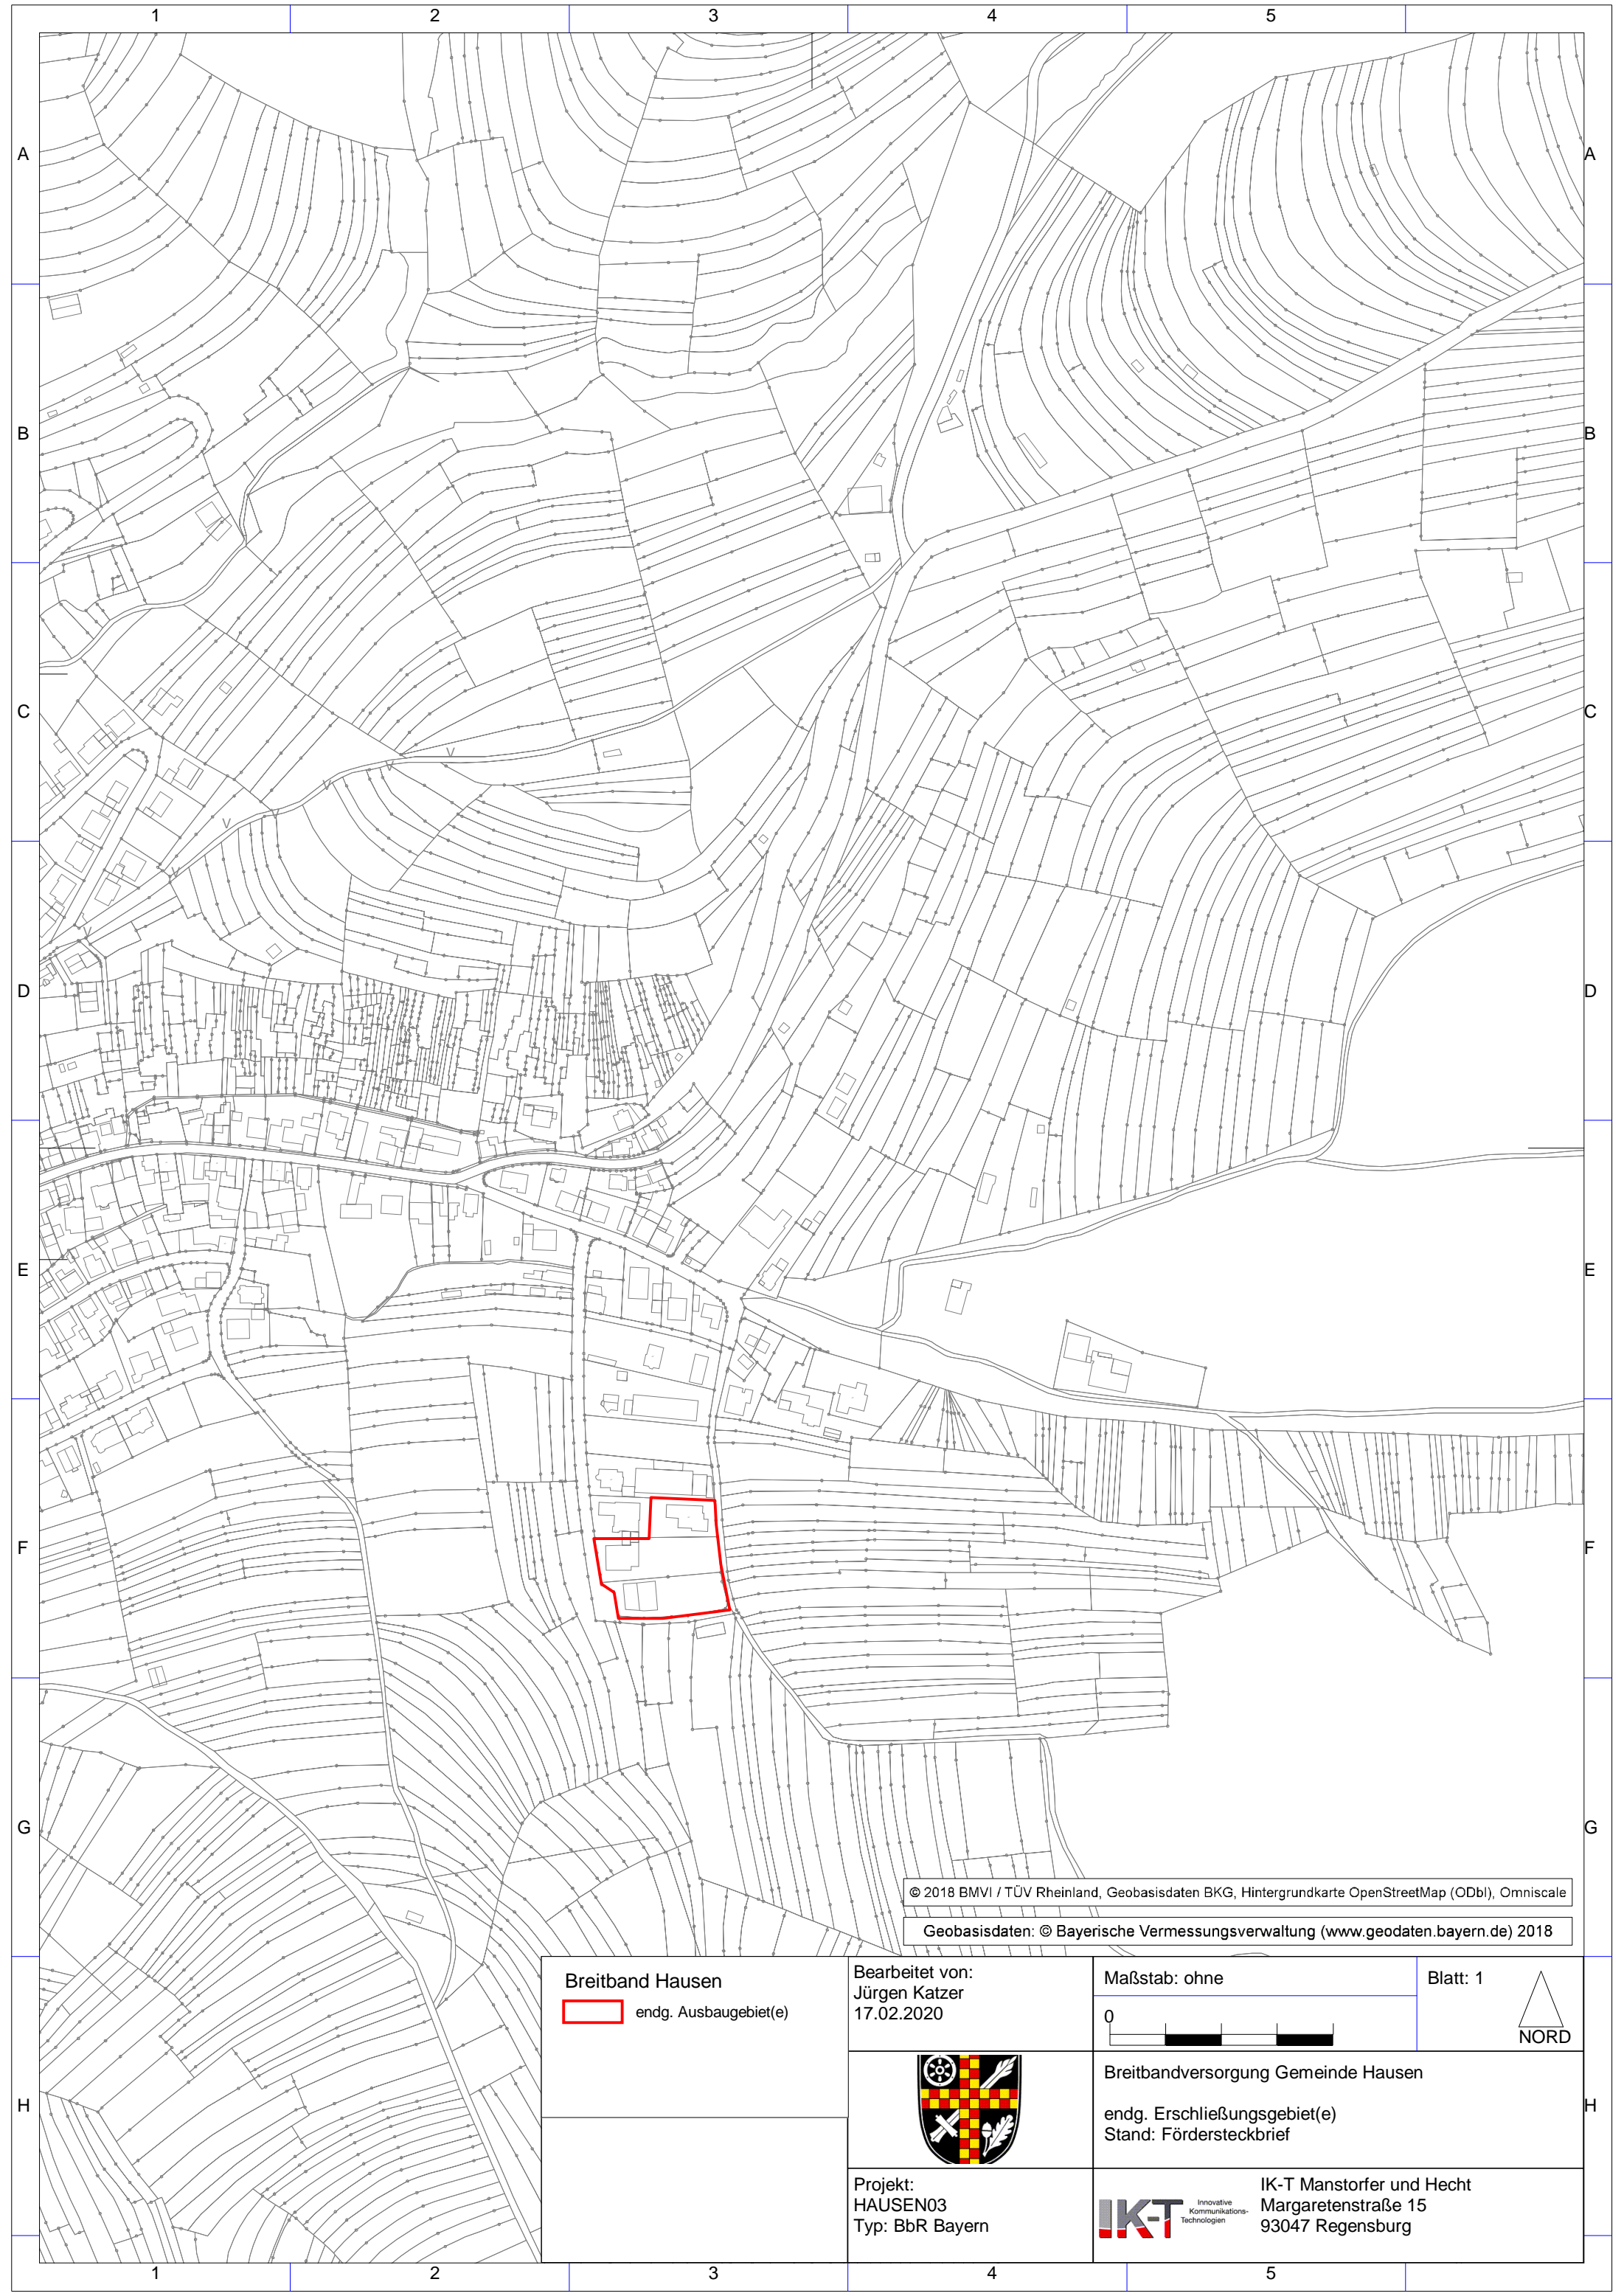 1 2 3 4 5
A A
B B
C C
D D
E E
F F
G G
H H
© 2018 BMVI / TÜV Rheinland, Geobasisdaten BKG, Hintergrundkarte OpenStreetMap (ODbl), Omniscale
Geobasisdaten: © Bayerische Vermessungsverwaltung (www.geodaten.bayern.de) 2018
Breitband Hausen
endg. Ausbaugebiet(e)
Bearbeitet von:
Jürgen Katzer
17.02.2020
Maßstab: ohne
0
Blatt: 1
NORD
Breitbandversorgung Gemeinde Hausen
endg. Erschließungsgebiet(e)
Stand: Fördersteckbrief
Projekt:
HAUSEN03
Typ: BbR Bayern
IK-T
Innovative
Kommunikations-
Technologien
IK-T Manstorfer und Hecht
Margaretenstraße 15
93047 Regensburg
1 2 3 4 5